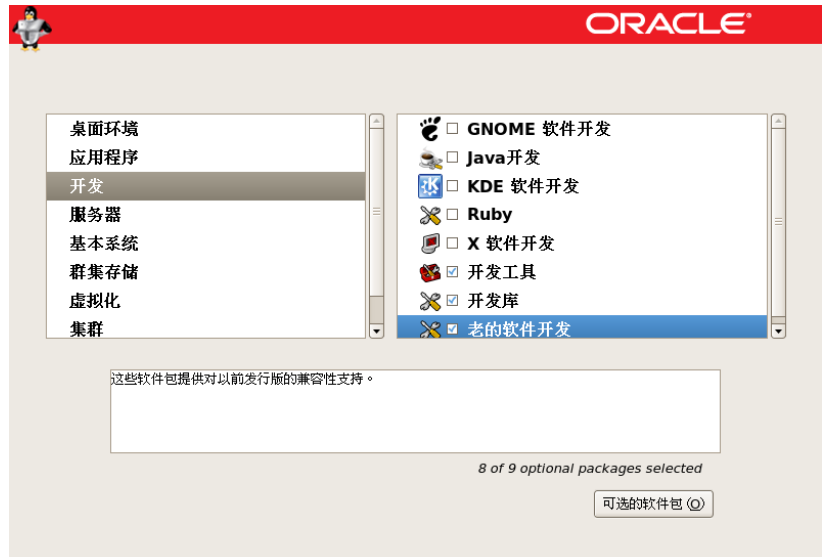 ORACLE
桌面环境
应用程序
开发
服务器
基本系统
群集存储
虚拟化
集群
GNOME 软件开发
Java开发
KDE 软件开发
Ruby
X 软件开发
开发工具
开发库
老的软件开发
这些软件包提供对以前发行版的兼容性支持。
8 of 9 optional packages selected
可选的软件包 (O)